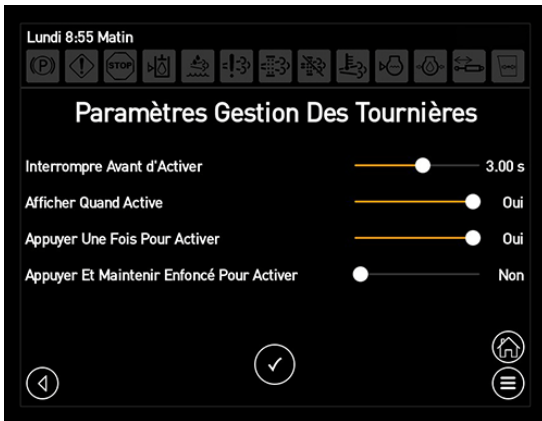 Lundi 8:55 Matin
(P) STOP
Paramètres Gestion Des Tournières
Interrompre Avant d'Activer 3.00 s
Afficher Quand Active Oui
Appuyer Une Fois Pour Activer Oui
Appuyer Et Maintenir Enfoncé Pour Activer Non